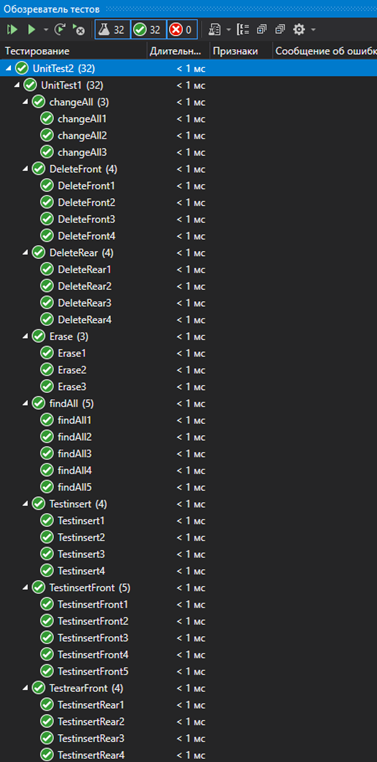 Обозреватель тестов
32 32 0
Тестирование Длительн... Признаки Сообщение об ошибк
UnitTest2 (32) < 1 мс
UnitTest1 (32) < 1 мс
changeAll (3) < 1 мс
changeAll1 < 1 мс
changeAll2 < 1 мс
changeAll3 < 1 мс
DeleteFront (4) < 1 мс
DeleteFront1 < 1 мс
DeleteFront2 < 1 мс
DeleteFront3 < 1 мс
DeleteFront4 < 1 мс
DeleteRear (4) < 1 мс
DeleteRear1 < 1 мс
DeleteRear2 < 1 мс
DeleteRear3 < 1 мс
DeleteRear4 < 1 мс
Erase (3) < 1 мс
Erase1 < 1 мс
Erase2 < 1 мс
Erase3 < 1 мс
findAll (5) < 1 мс
findAll1 < 1 мс
findAll2 < 1 мс
findAll3 < 1 мс
findAll4 < 1 мс
findAll5 < 1 мс
Testinsert (4) < 1 мс
Testinsert1 < 1 мс
Testinsert2 < 1 мс
Testinsert3 < 1 мс
Testinsert4 < 1 мс
TestinsertFront (5) < 1 мс
TestinsertFront1 < 1 мс
TestinsertFront2 < 1 мс
TestinsertFront3 < 1 мс
TestinsertFront4 < 1 мс
TestinsertFront5 < 1 мс
TestrearFront (4) < 1 мс
TestinsertRear1 < 1 мс
TestinsertRear2 < 1 мс
TestinsertRear3 < 1 мс
TestinsertRear4 < 1 мс